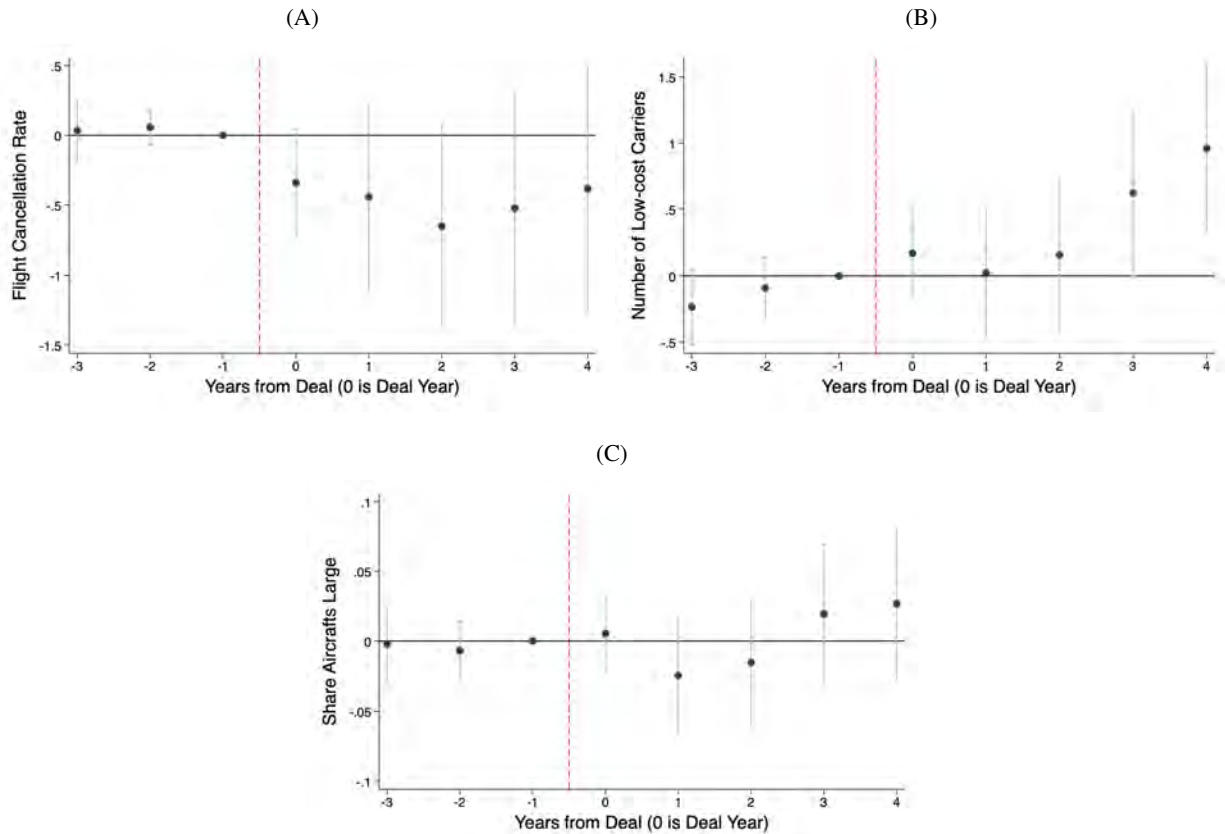 (A)
.5
0
-.5
-1
-1.5
Flight Cancellation Rate
-3 -2 -1 0 1 2 3 4
Years from Deal (0 is Deal Year)
(B)
1.5
1
.5
0
-.5
Number of Low-cost Carriers
-3 -2 -1 0 1 2 3 4
Years from Deal (0 is Deal Year)
(C)
.1
.05
0
-.05
-.1
Share Aircrafts Large
-3 -2 -1 0 1 2 3 4
Years from Deal (0 is Deal Year)